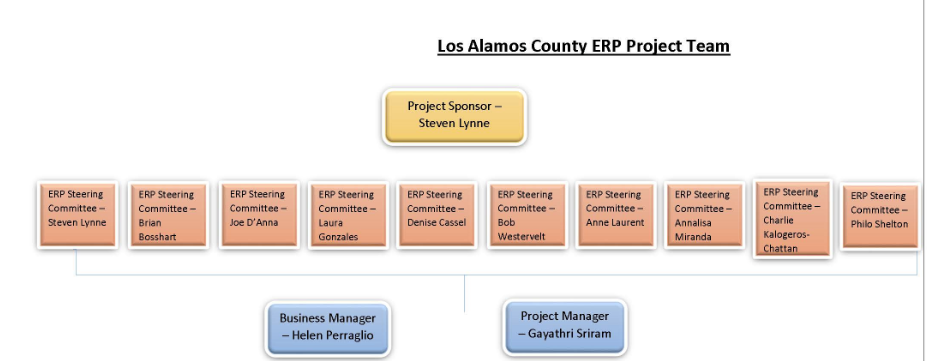 Los Alamos County ERP Project Team
Project Sponsor –
Steven Lynne
ERP Steering
Committee –
Steven Lynne
ERP Steering
Committee –
Brian
Bosshart
ERP Steering
Committee –
Joe D'Anna
ERP Steering
Committee –
Laura
Gonzales
ERP Steering
Committee –
Denise Cassel
ERP Steering
Committee –
Bob
Westervelt
ERP Steering
Committee –
Anne Laurent
ERP Steering
Committee –
Annalisa
Miranda
ERP Steering
Committee –
Charlie
Kalogeros-
Chattan
ERP Steering
Committee –
Philo Shelton
Business Manager
– Helen Perraglio
Project Manager
– Gayathri Sriram